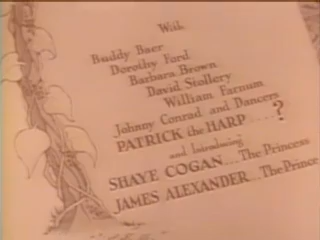 With
Buddy Baer
Dorothy Ford
Barbara Brown
David Stollery
William Farnum
Johnny Conrad and Dancers
PATRICK the HARP.....?
and Introducing
SHAYE COGAN....The Princess
JAMES ALEXANDER...The Prince